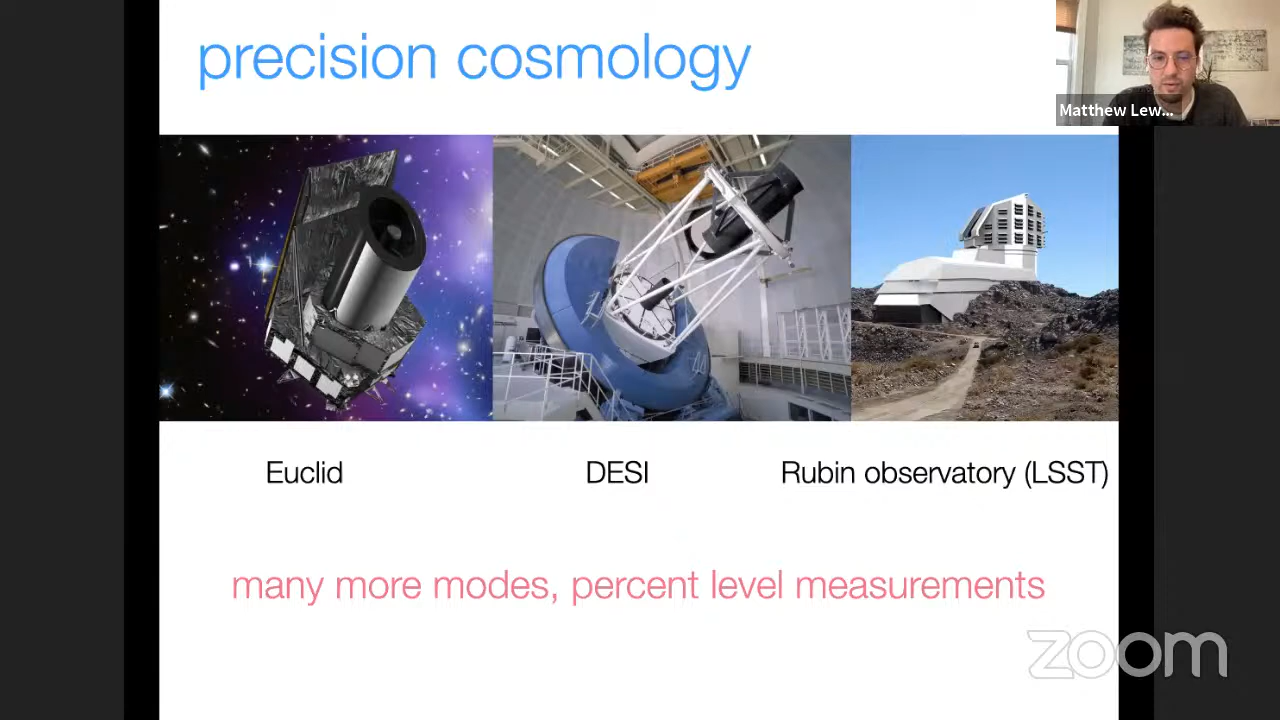 precision cosmology
Matthew Lew...
Euclid
DESI
Rubin observatory (LSST)
many more modes, percent level measurements
zoom